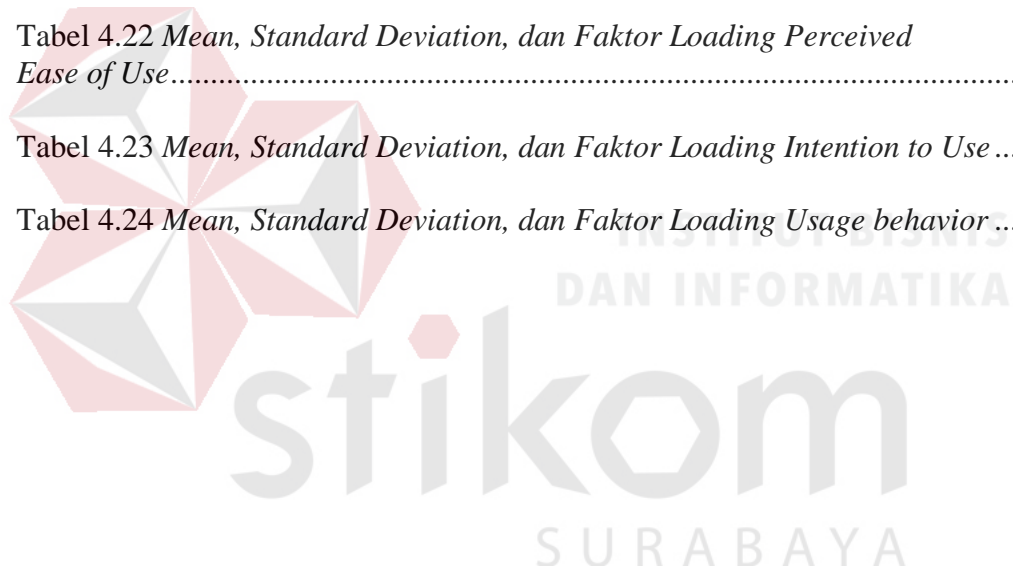 Tabel 4.22 Mean, Standard Deviation, dan Faktor Loading Perceived
Ease of Use.......................................................................................................
Tabel 4.23 Mean, Standard Deviation, dan Faktor Loading Intention to Use ...
Tabel 4.24 Mean, Standard Deviation, dan Faktor Loading Usage behavior ...
INSTITUT BISNIS
DAN INFORMATIKA
stikom
SURABAYA